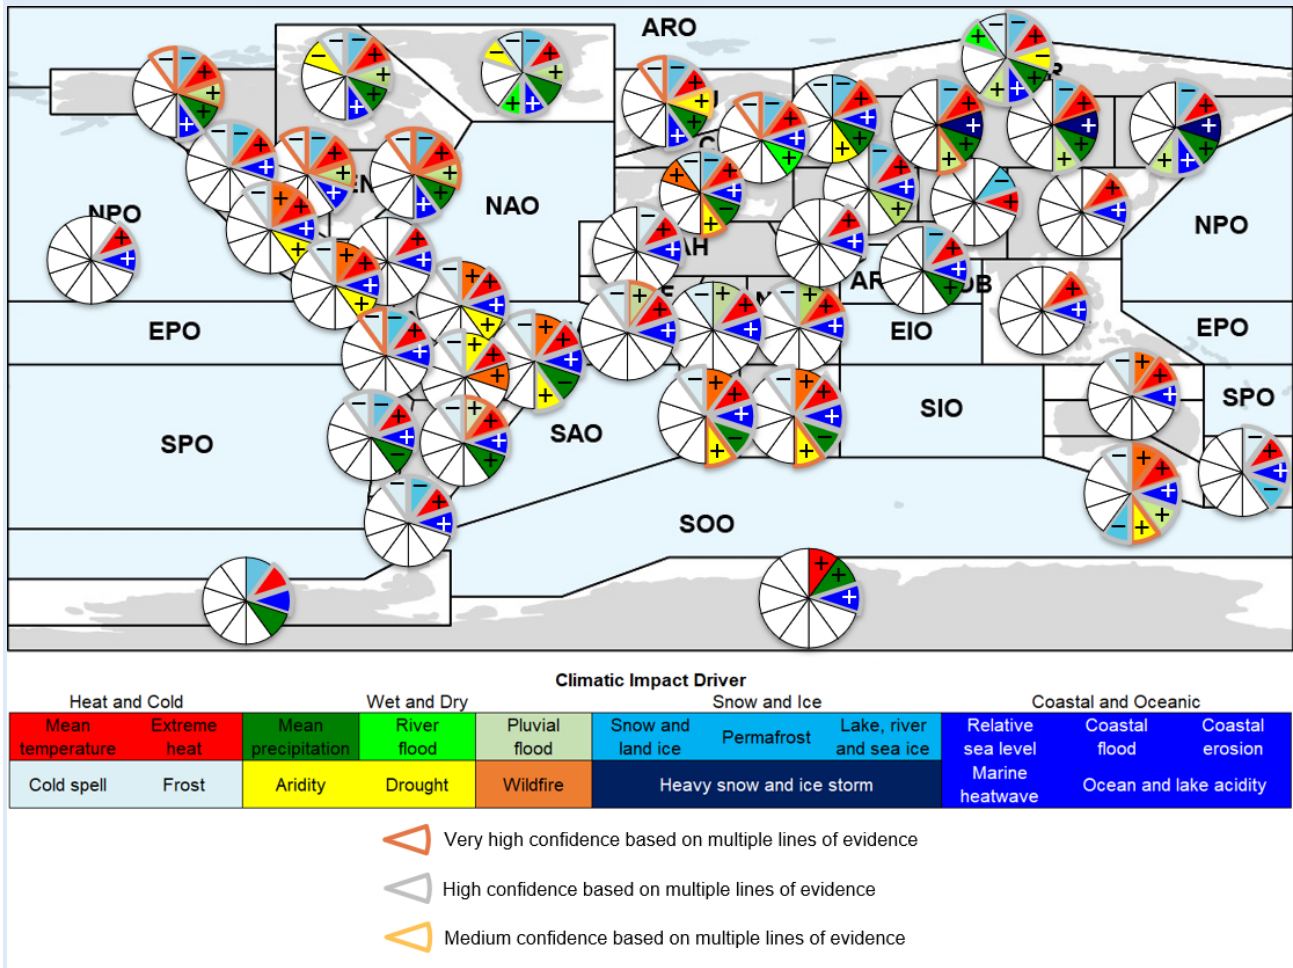 ARO
NPO
NAO
NPO
EPO
EIO
EPO
SPO
SAO
SIO
SPO
SOO
Climatic Impact Driver
Heat and Cold Wet and Dry Snow and Ice Coastal and Oceanic
Mean temperature Extreme heat Mean precipitation River flood Pluvial flood Snow and land ice Permafrost Lake, river and sea ice Relative sea level Coastal flood Coastal erosion
Cold spell Frost Aridity Drought Wildfire Heavy snow and ice storm Marine heatwave Ocean and lake acidity
Very high confidence based on multiple lines of evidence
High confidence based on multiple lines of evidence
Medium confidence based on multiple lines of evidence